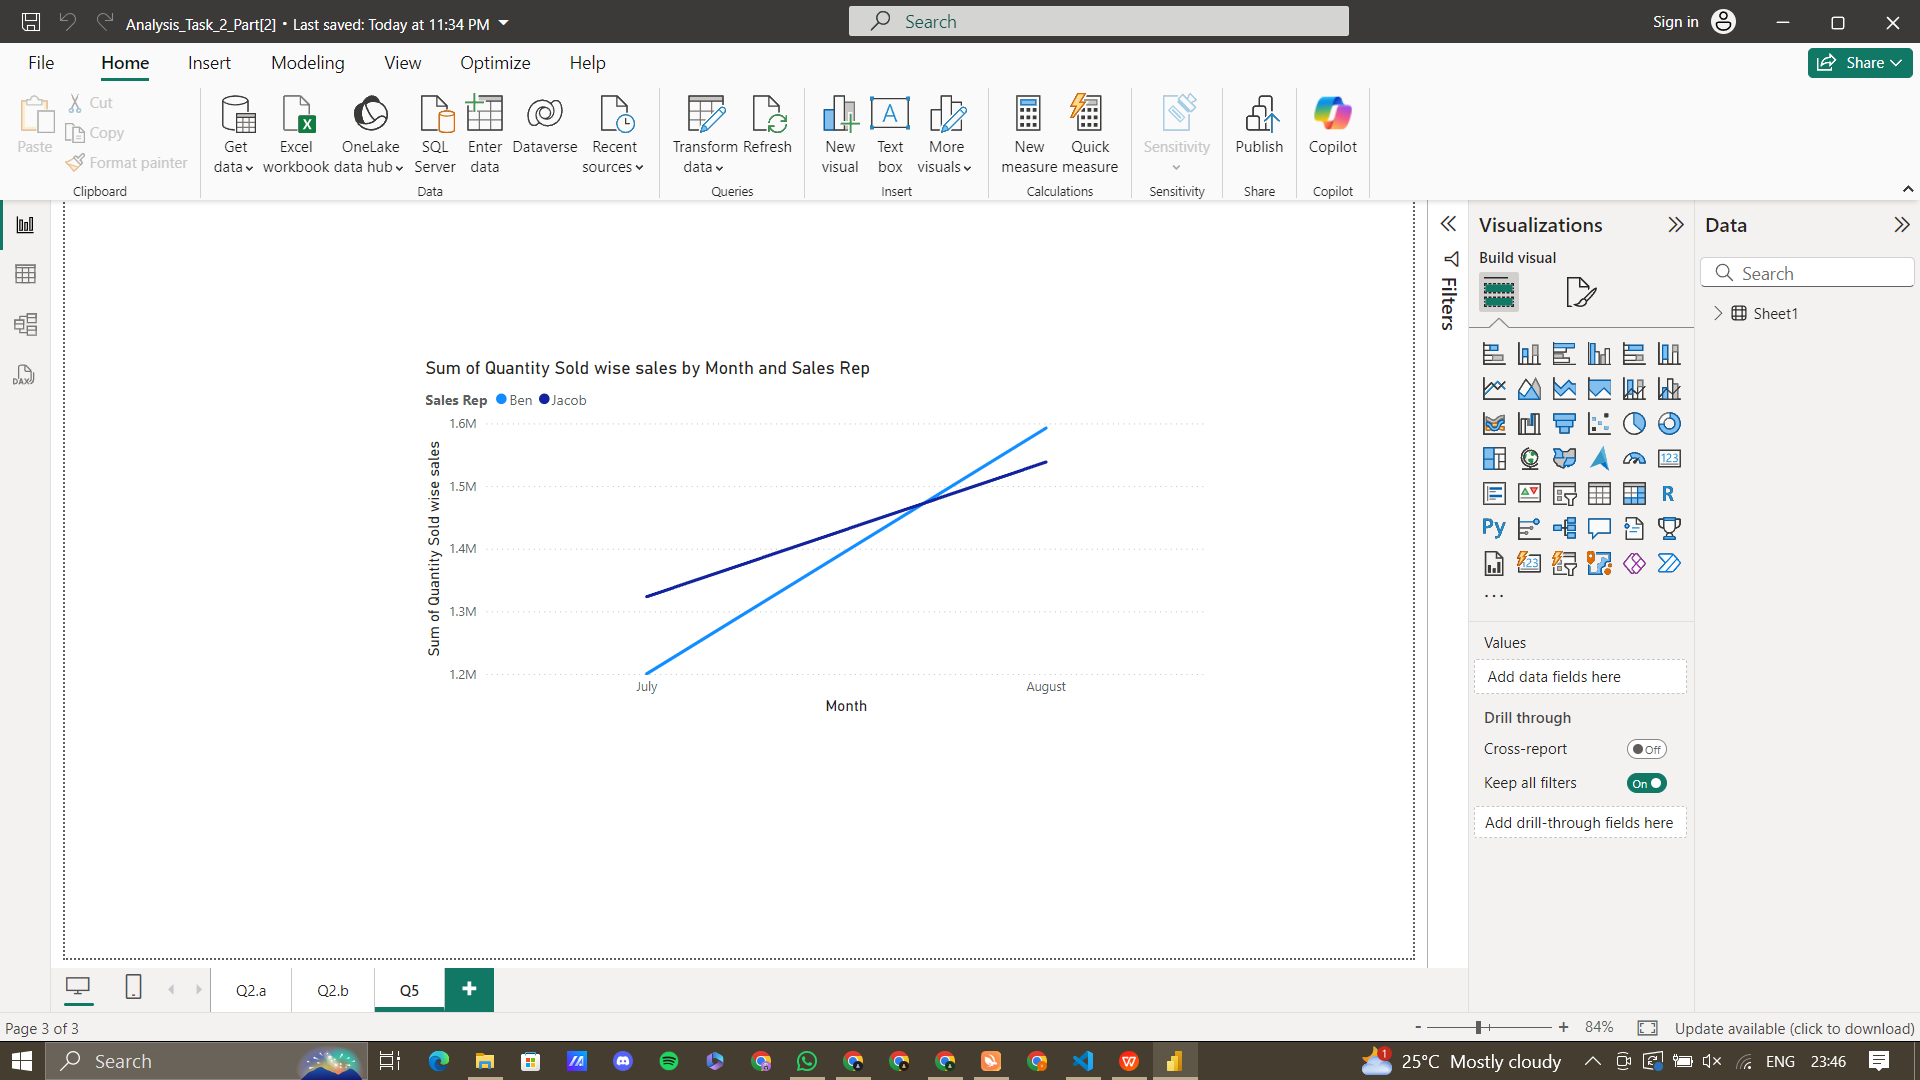 Analysis_Task_2_Part[2] • Last saved: Today at 11:34 PM
Search
Sign in
File Home Insert Modeling View Optimize Help
Share
Paste
Cut
Copy
Format painter
Clipboard
Get data
Excel workbook
OneLake data hub
SQL Server
Enter data
Dataverse
Recent sources
Data
Transform data
Refresh
Queries
New visual
Text box
More visuals
Insert
New measure
Quick measure
Calculations
Sensitivity
Sensitivity
Publish
Share
Copilot
Copilot
Sum of Quantity Sold wise sales by Month and Sales Rep
Sales Rep Ben Jacob
Sum of Quantity Sold wise sales
1.6M
1.5M
1.4M
1.3M
1.2M
July August
Month
Filters
Visualizations
Build visual
123
R
Py
123
...
Values
Add data fields here
Drill through
Cross-report Off
Keep all filters On
Add drill-through fields here
Data
Search
Sheet1
DAX
Q2.a Q2.b Q5 +
Page 3 of 3
- + 84% Update available (click to download)
Search
1
25°C Mostly cloudy
ENG 23:46